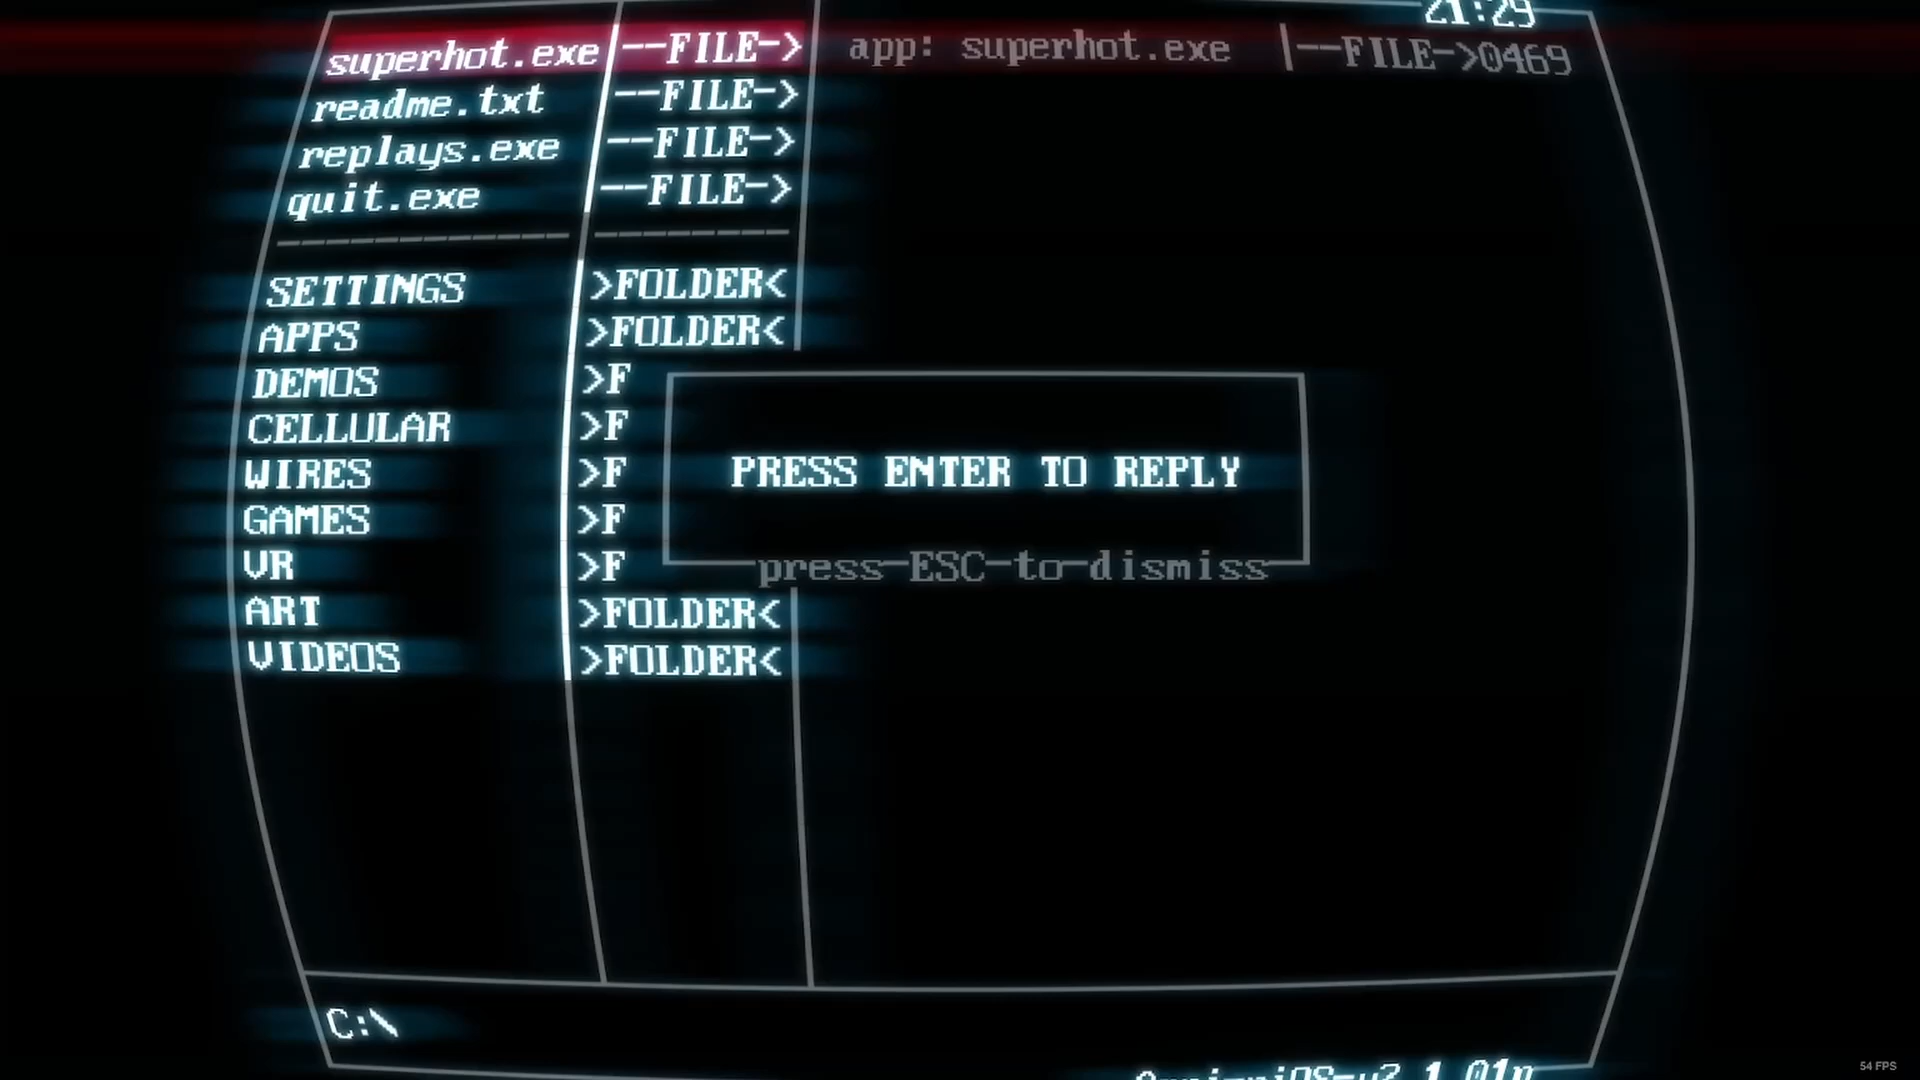 21:29
superhot.exe --FILE-> app: superhot.exe |--FILE->0469
readme.txt --FILE->
replays.exe --FILE->
quit.exe --FILE->
SETTINGS >FOLDER<
APPS >FOLDER<
DEMOS >F
CELLULAR >F
WIRES >F
GAMES >F
VR >F
ART >FOLDER<
VIDEOS >FOLDER<
PRESS ENTER TO REPLY
press-ESC-to-dismiss
C:\
54 FPS